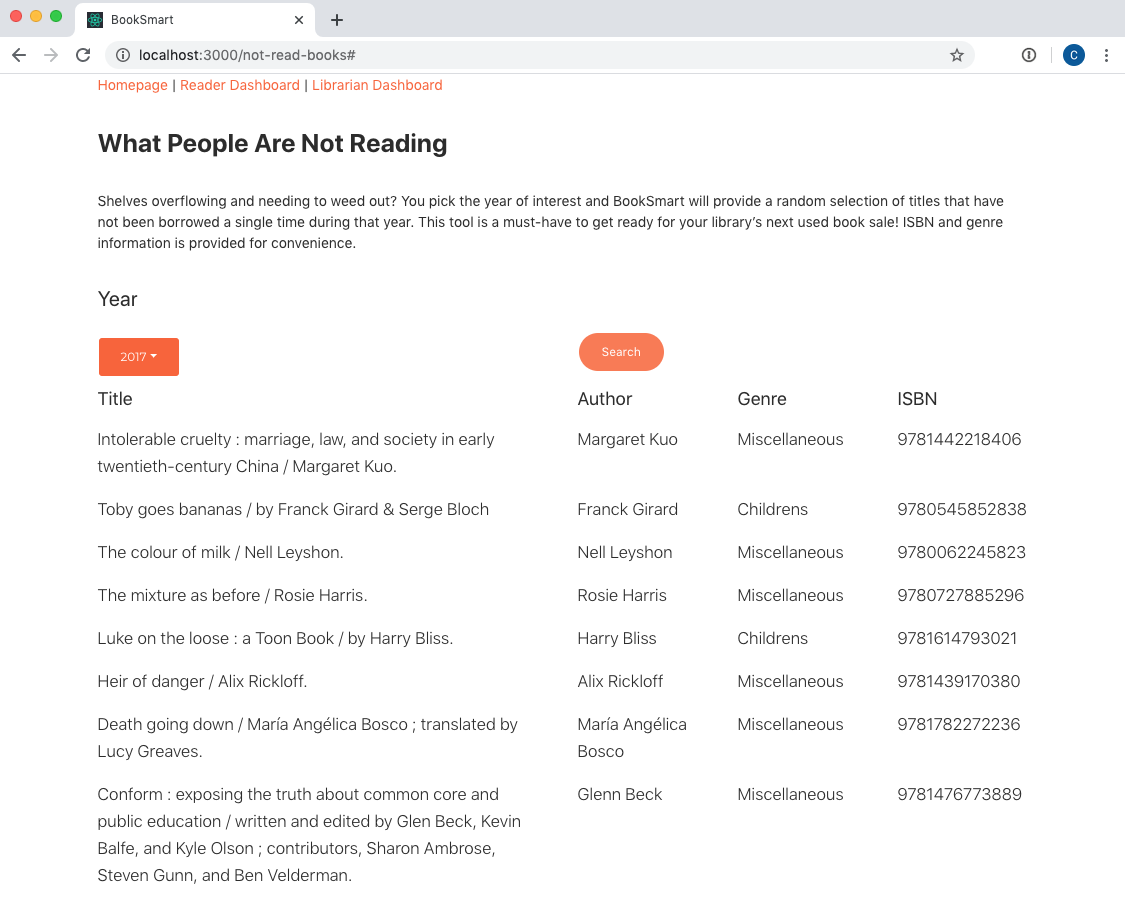 BookSmart
localhost:3000/not-read-books#
C
Homepage | Reader Dashboard | Librarian Dashboard
What People Are Not Reading
Shelves overflowing and needing to weed out? You pick the year of interest and BookSmart will provide a random selection of titles that have
not been borrowed a single time during that year. This tool is a must-have to get ready for your library’s next used book sale! ISBN and genre
information is provided for convenience.
Year
2017 Search
Title Author Genre ISBN
Intolerable cruelty : marriage, law, and society in early Margaret Kuo Miscellaneous 9781442218406
twentieth-century China / Margaret Kuo.
Toby goes bananas / by Franck Girard & Serge Bloch Franck Girard Childrens 9780545852838
The colour of milk / Nell Leyshon. Nell Leyshon Miscellaneous 9780062245823
The mixture as before / Rosie Harris. Rosie Harris Miscellaneous 9780727885296
Luke on the loose : a Toon Book / by Harry Bliss. Harry Bliss Childrens 9781614793021
Heir of danger / Alix Rickloff. Alix Rickloff Miscellaneous 9781439170380
Death going down / María Angélica Bosco ; translated by María Angélica Miscellaneous 9781782272236
Lucy Greaves. Bosco
Conform : exposing the truth about common core and Glenn Beck Miscellaneous 9781476773889
public education / written and edited by Glen Beck, Kevin
Balfe, and Kyle Olson ; contributors, Sharon Ambrose,
Steven Gunn, and Ben Velderman.